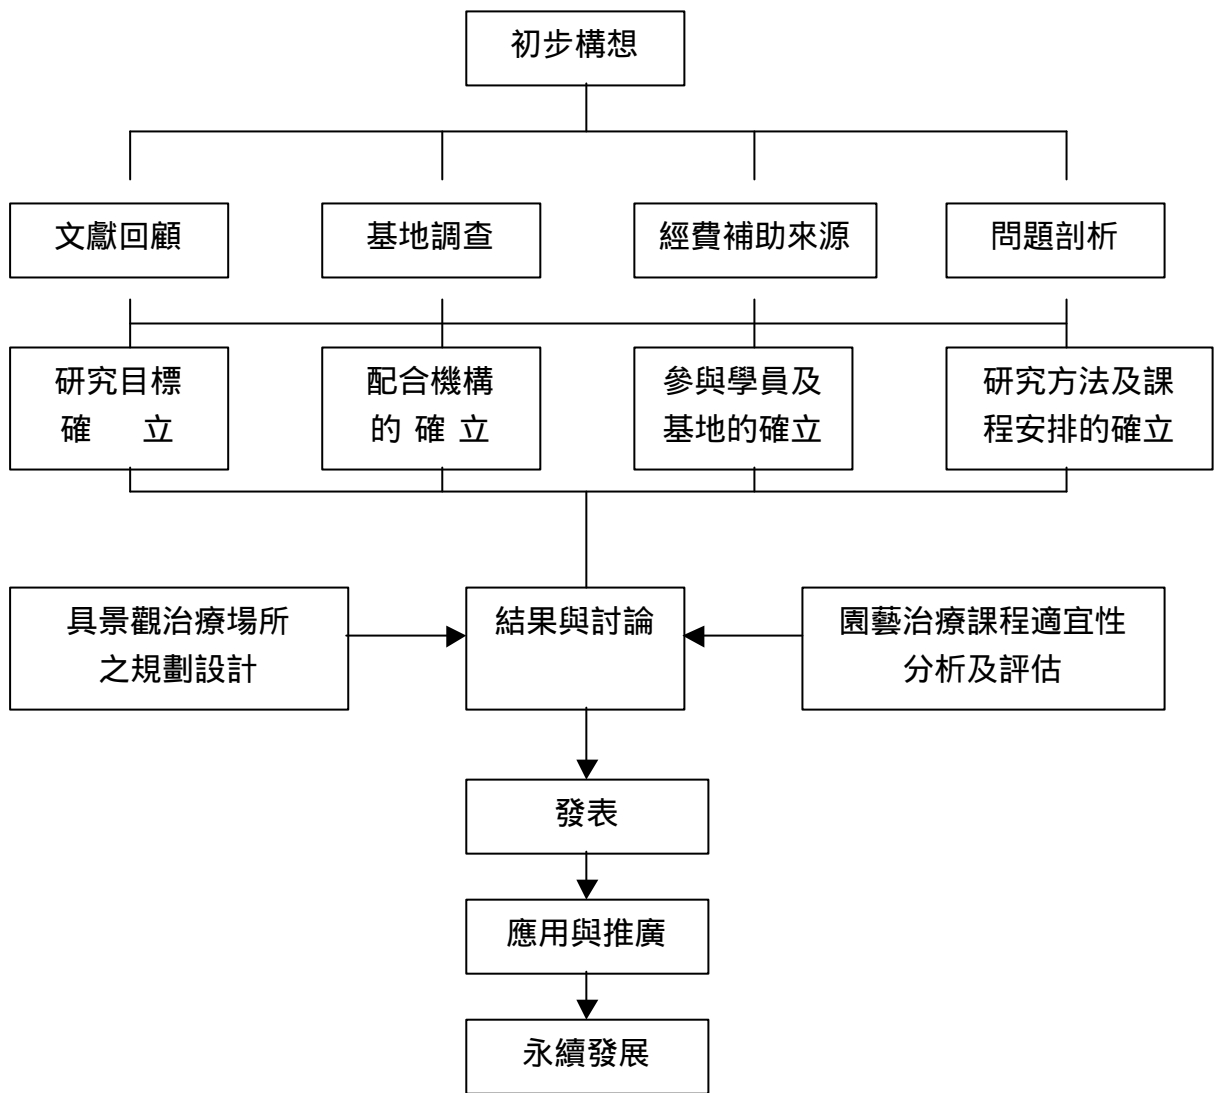 初步構想
文獻回顧
基地調查
經費補助來源
問題剖析
研究目標
確 立
配合機構
的 確 立
參與學員及
基地的確立
研究方法及課
程安排的確立
具景觀治療場所
之規劃設計
結果與討論
園藝治療課程適宜性
分析及評估
發表
應用與推廣
永續發展